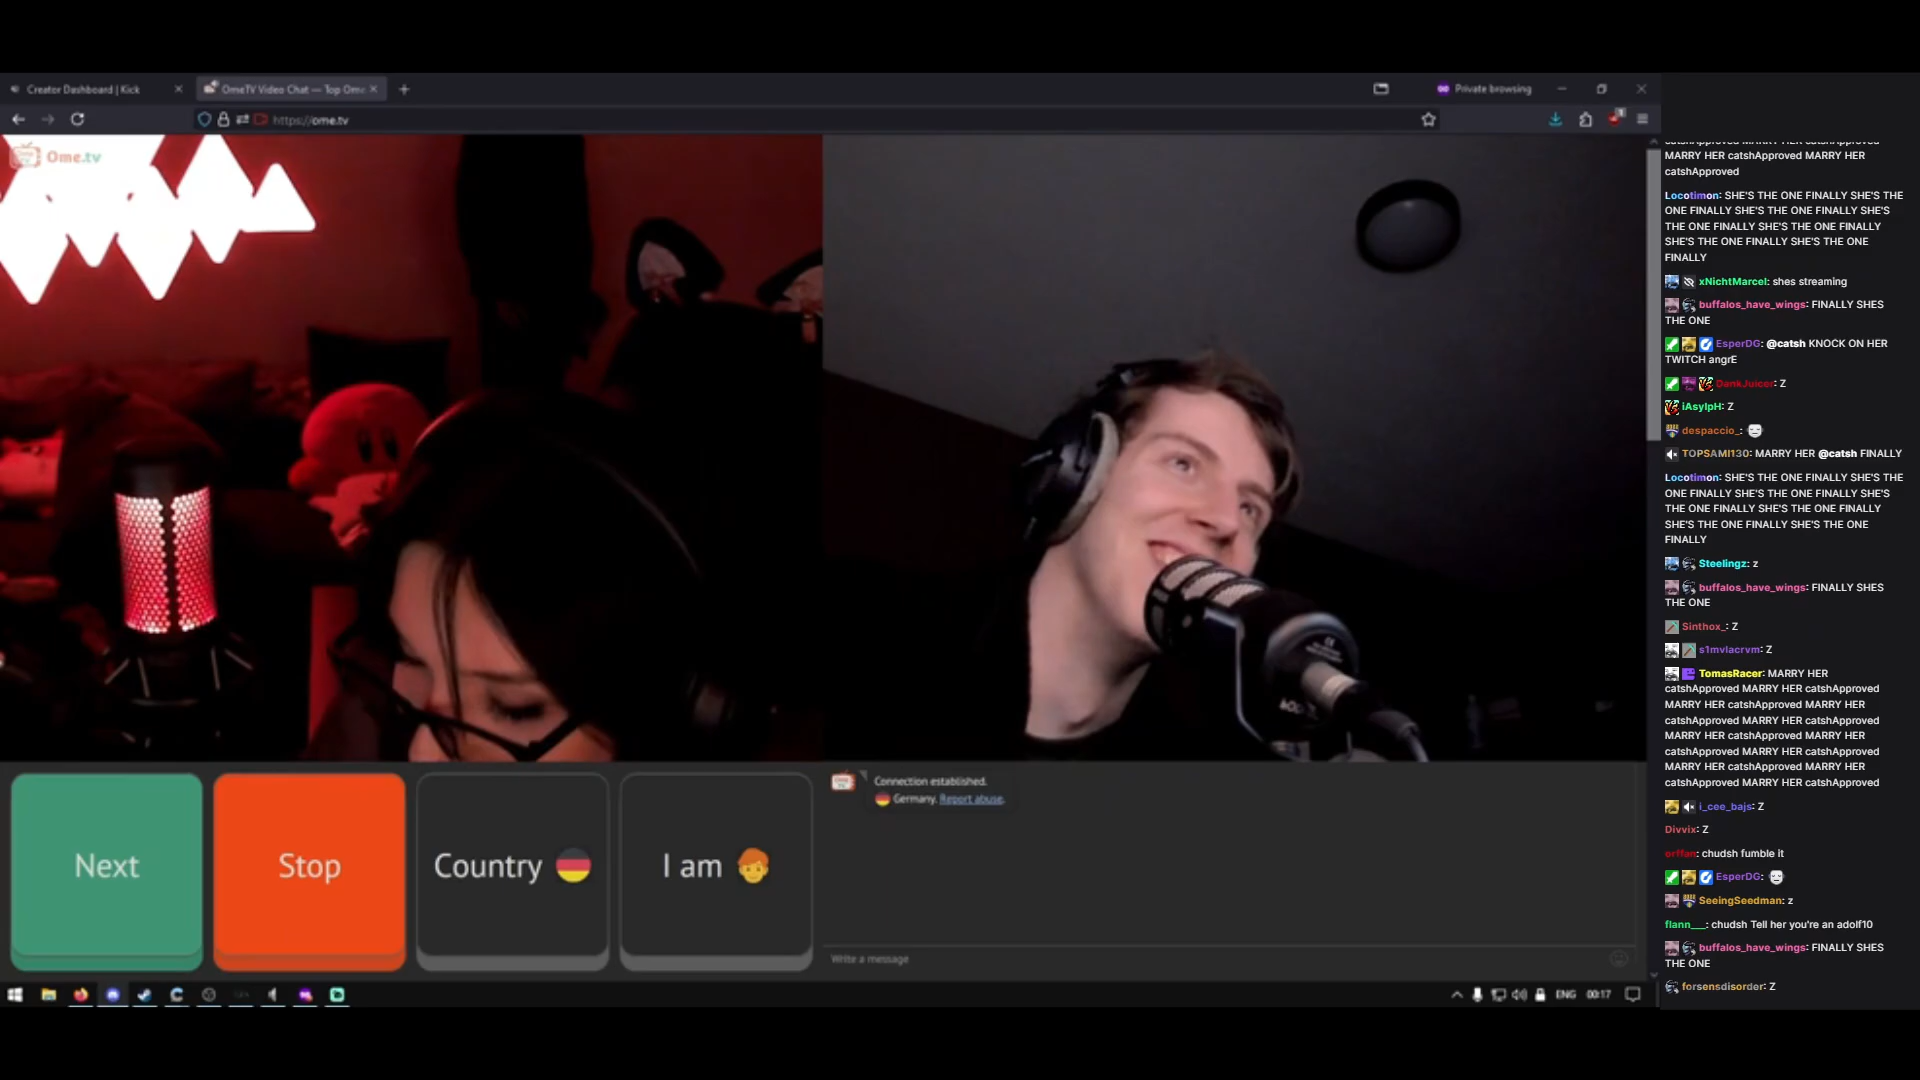 Creator Dashboard | Kick
OmeTV Video Chat — Top Ome
Private browsing
https://ome.tv
Ome.tv
Connection established.
Germany. Report abuse.
Next
Stop
Country
I am
Write a message
ENG
00:17
MARRY HER catshApproved MARRY HER
catshApproved
Locotimon: SHE'S THE ONE FINALLY SHE'S THE
ONE FINALLY SHE'S THE ONE FINALLY SHE'S
THE ONE FINALLY SHE'S THE ONE FINALLY
SHE'S THE ONE FINALLY SHE'S THE ONE
FINALLY
xNichtMarcel: shes streaming
buffalos_have_wings: FINALLY SHES
THE ONE
EsperDG: @catsh KNOCK ON HER
TWITCH angrE
DankJuicer: Z
iAsylpH: Z
despaccio_:
TOPSAMI130: MARRY HER @catsh FINALLY
Locotimon: SHE'S THE ONE FINALLY SHE'S THE
ONE FINALLY SHE'S THE ONE FINALLY SHE'S
THE ONE FINALLY SHE'S THE ONE FINALLY
SHE'S THE ONE FINALLY SHE'S THE ONE
FINALLY
Steelingz: z
buffalos_have_wings: FINALLY SHES
THE ONE
Sinthox_: Z
s1mvlacrvm: Z
TomasRacer: MARRY HER
catshApproved MARRY HER catshApproved
MARRY HER catshApproved MARRY HER
catshApproved MARRY HER catshApproved
MARRY HER catshApproved MARRY HER
catshApproved MARRY HER catshApproved
MARRY HER catshApproved MARRY HER
catshApproved MARRY HER catshApproved
i_cee_bajs: Z
Divvix: Z
orffan: chudsh fumble it
EsperDG:
SeeingSeedman: z
flann___: chudsh Tell her you're an adolf10
buffalos_have_wings: FINALLY SHES
THE ONE
forsensdisorder: Z